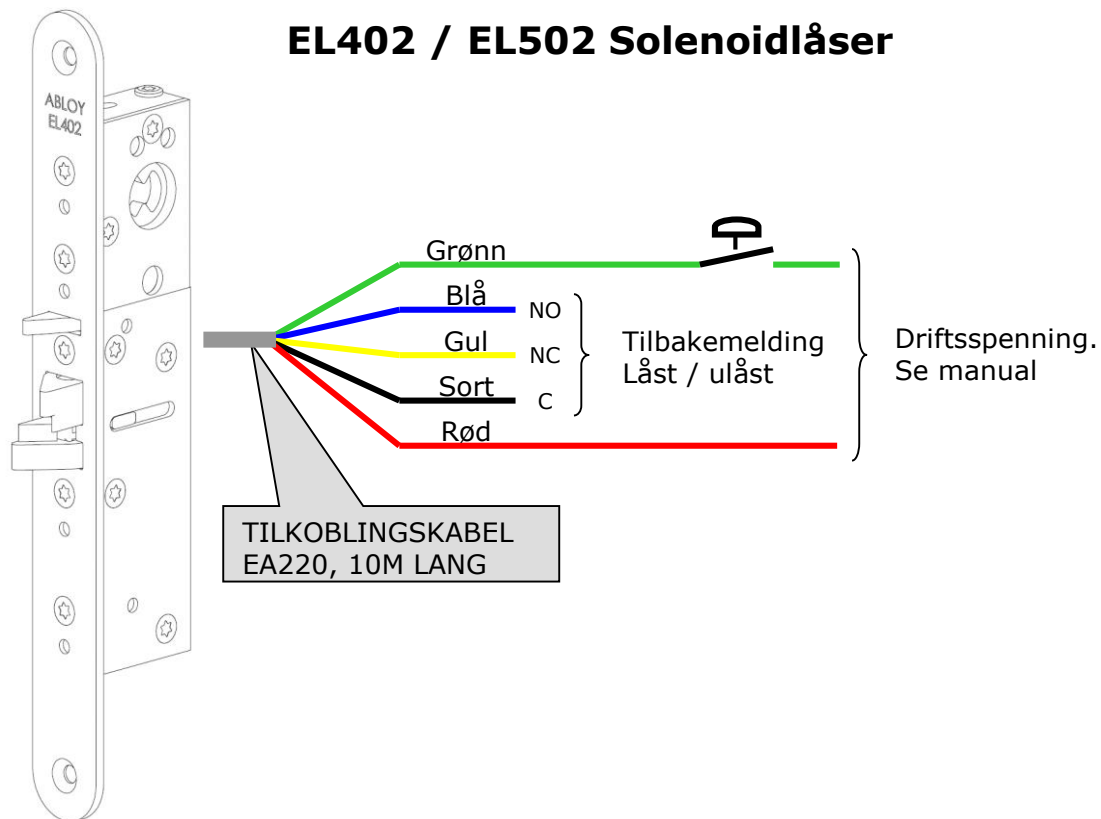 EL402 / EL502 Solenoidlåser
ABLOY
EL402
Grønn
Blå
NO
Gul
NC
Sort
C
Rød
Tilbakemelding
Låst / ulåst
Driftsspenning.
Se manual
TILKOBLINGSKABEL
EA220, 10M LANG